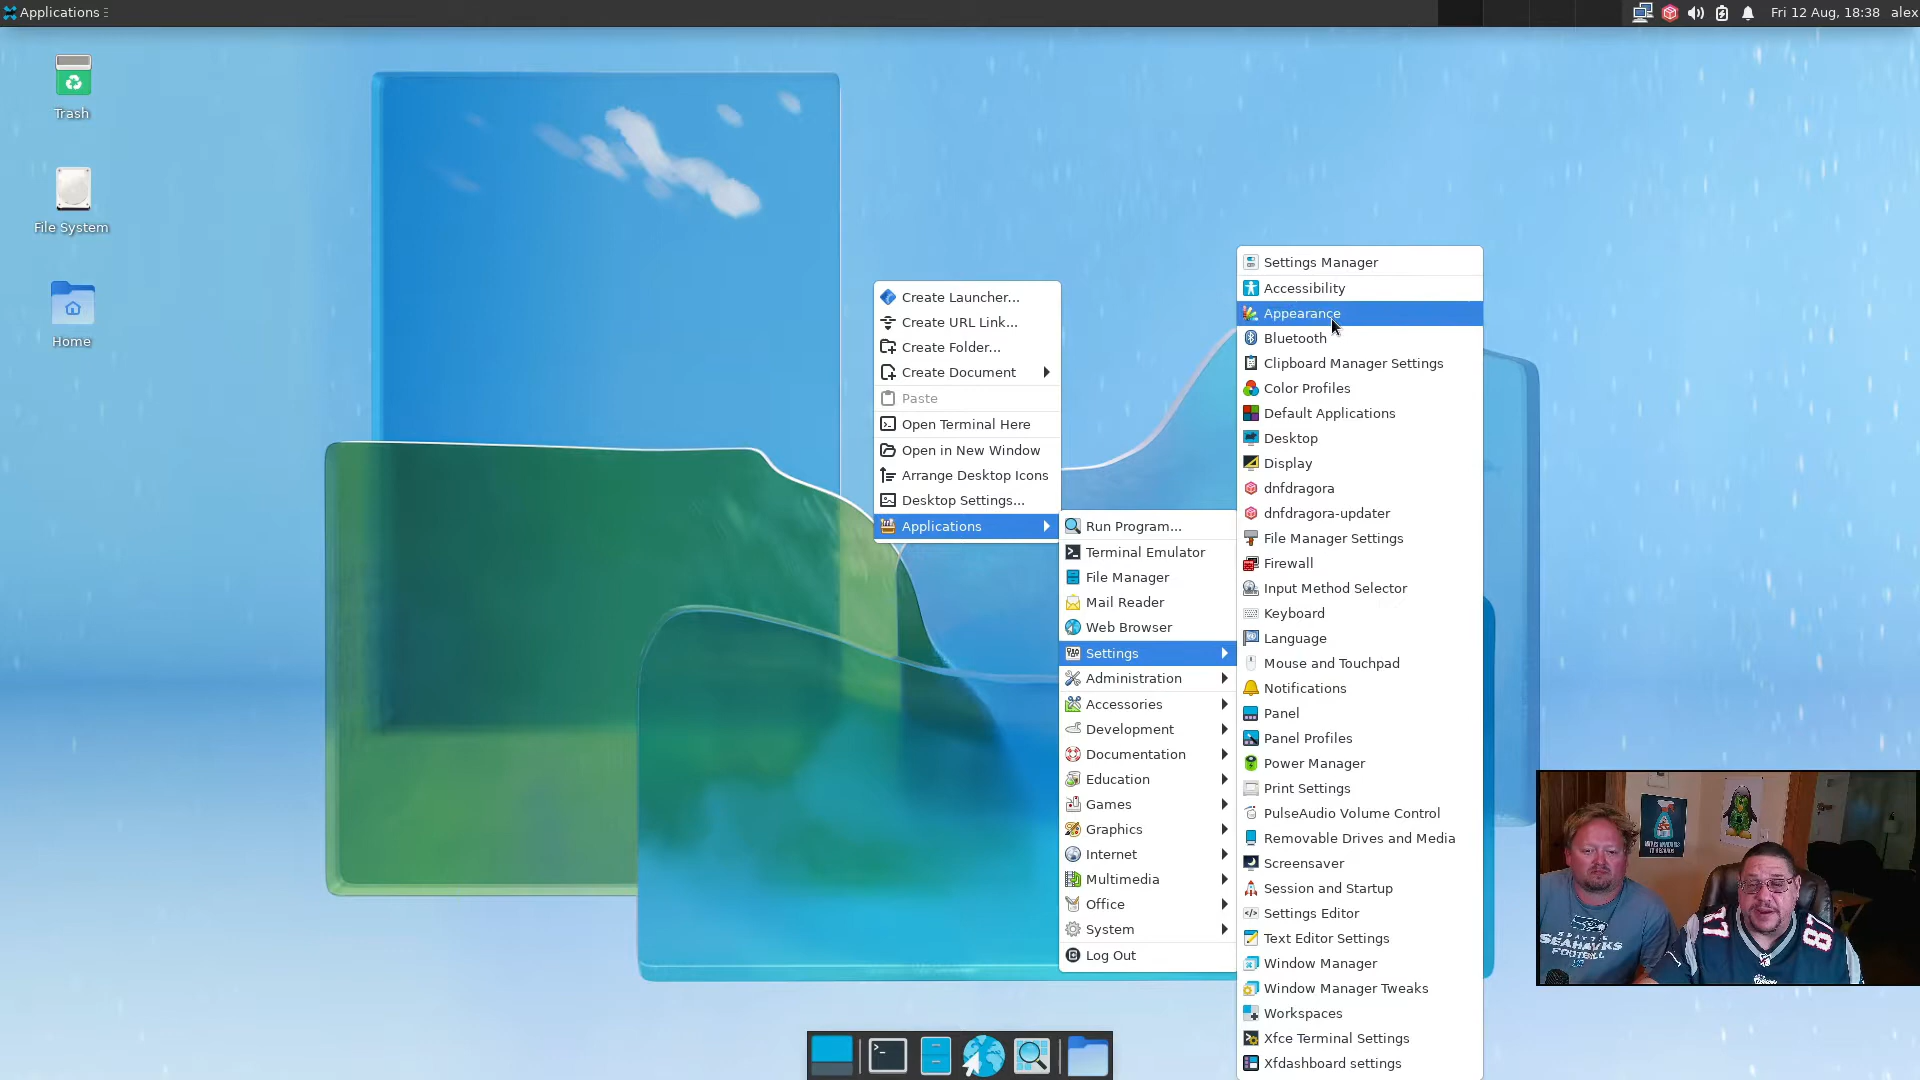 Applications
Fri 12 Aug, 18:38
alex
Trash
File System
Home
Create Launcher...
Create URL Link...
Create Folder...
Create Document
Paste
Open Terminal Here
Open in New Window
Arrange Desktop Icons
Desktop Settings...
Applications
Run Program...
Terminal Emulator
File Manager
Mail Reader
Web Browser
Settings
Administration
Accessories
Development
Documentation
Education
Games
Graphics
Internet
Multimedia
Office
System
Log Out
Settings Manager
Accessibility
Appearance
Bluetooth
Clipboard Manager Settings
Color Profiles
Default Applications
Desktop
Display
dnfdragora
dnfdragora-updater
File Manager Settings
Firewall
Input Method Selector
Keyboard
Language
Mouse and Touchpad
Notifications
Panel
Panel Profiles
Power Manager
Print Settings
PulseAudio Volume Control
Removable Drives and Media
Screensaver
Session and Startup
Settings Editor
Text Editor Settings
Window Manager
Window Manager Tweaks
Workspaces
Xfce Terminal Settings
Xfdashboard settings
SEAHAWKS
FOOTBALL
87